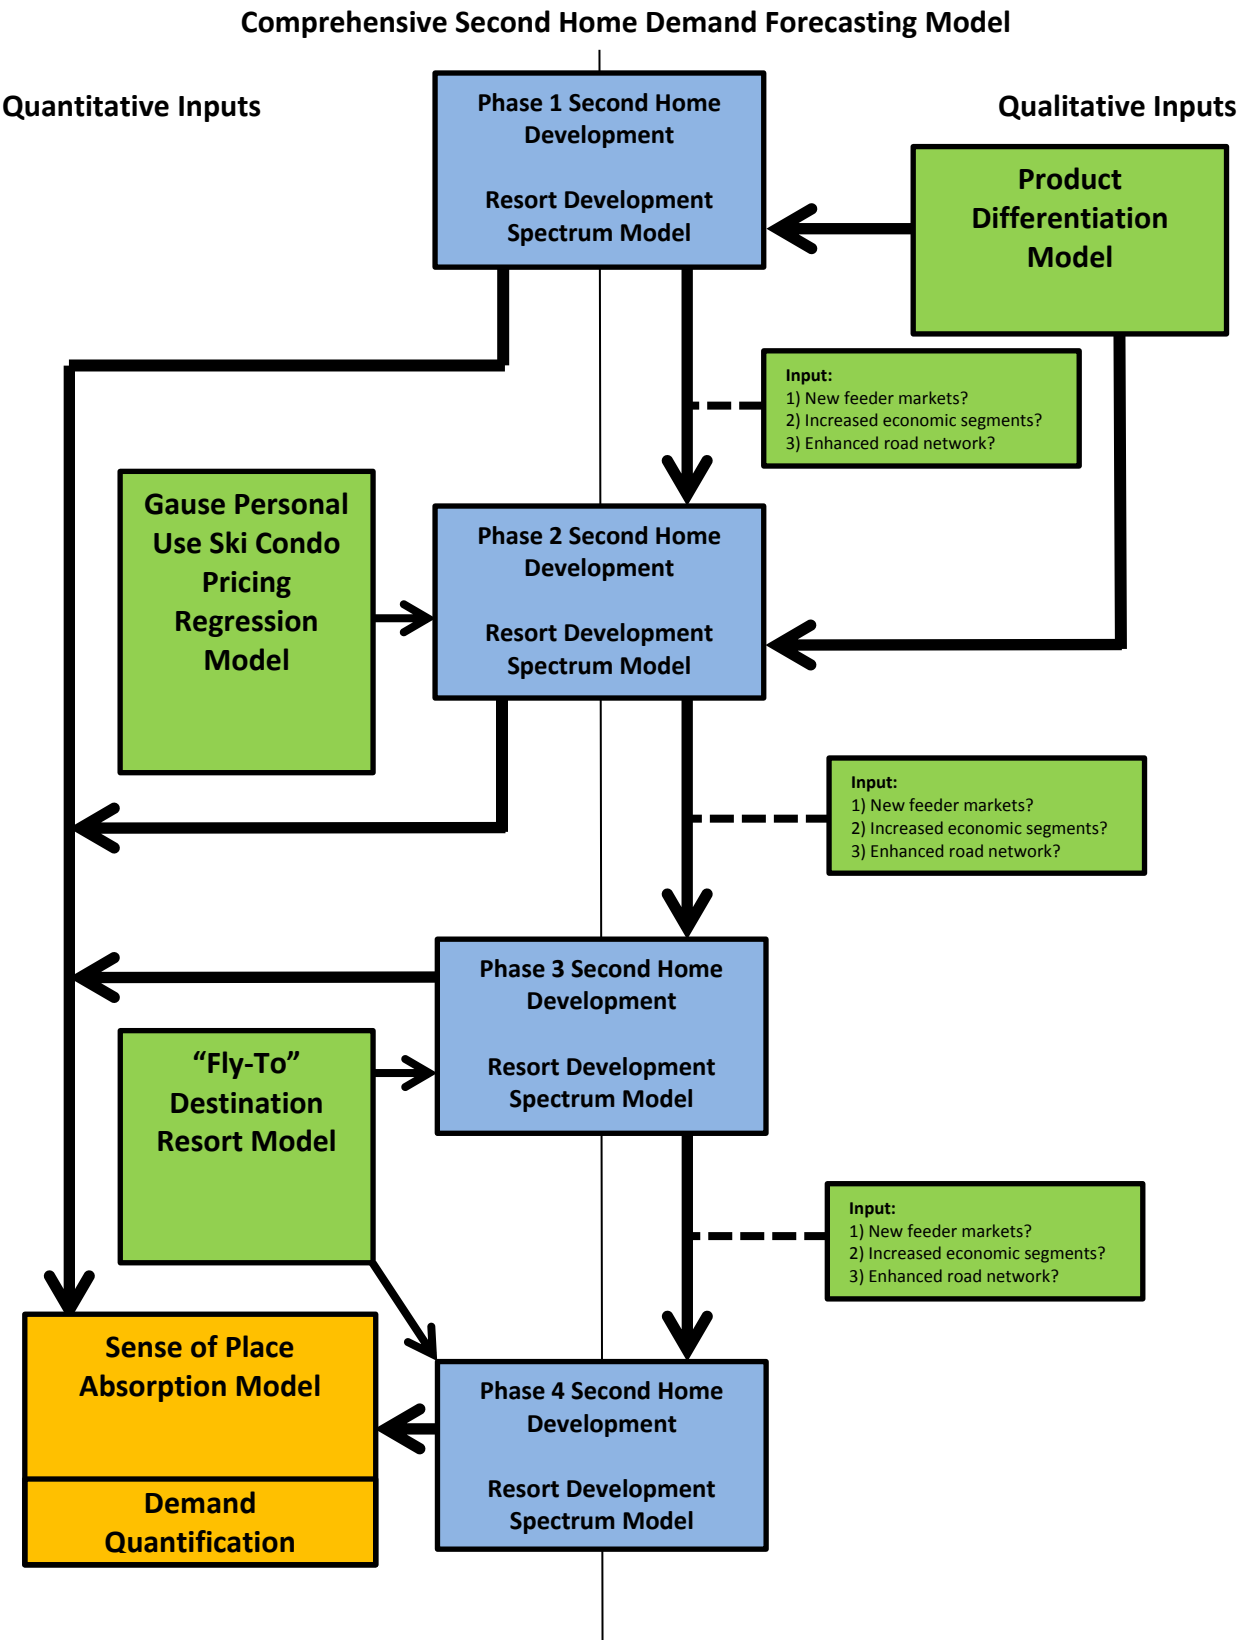 Comprehensive Second Home Demand Forecasting Model
Quantitative Inputs
Qualitative Inputs
Phase 1 Second Home
Development
Resort Development
Spectrum Model
Product
Differentiation
Model
Input:
1) New feeder markets?
2) Increased economic segments?
3) Enhanced road network?
Gause Personal
Use Ski Condo
Pricing
Regression
Model
Phase 2 Second Home
Development
Resort Development
Spectrum Model
Input:
1) New feeder markets?
2) Increased economic segments?
3) Enhanced road network?
Phase 3 Second Home
Development
Resort Development
Spectrum Model
“Fly-To”
Destination
Resort Model
Input:
1) New feeder markets?
2) Increased economic segments?
3) Enhanced road network?
Sense of Place
Absorption Model
Demand
Quantification
Phase 4 Second Home
Development
Resort Development
Spectrum Model